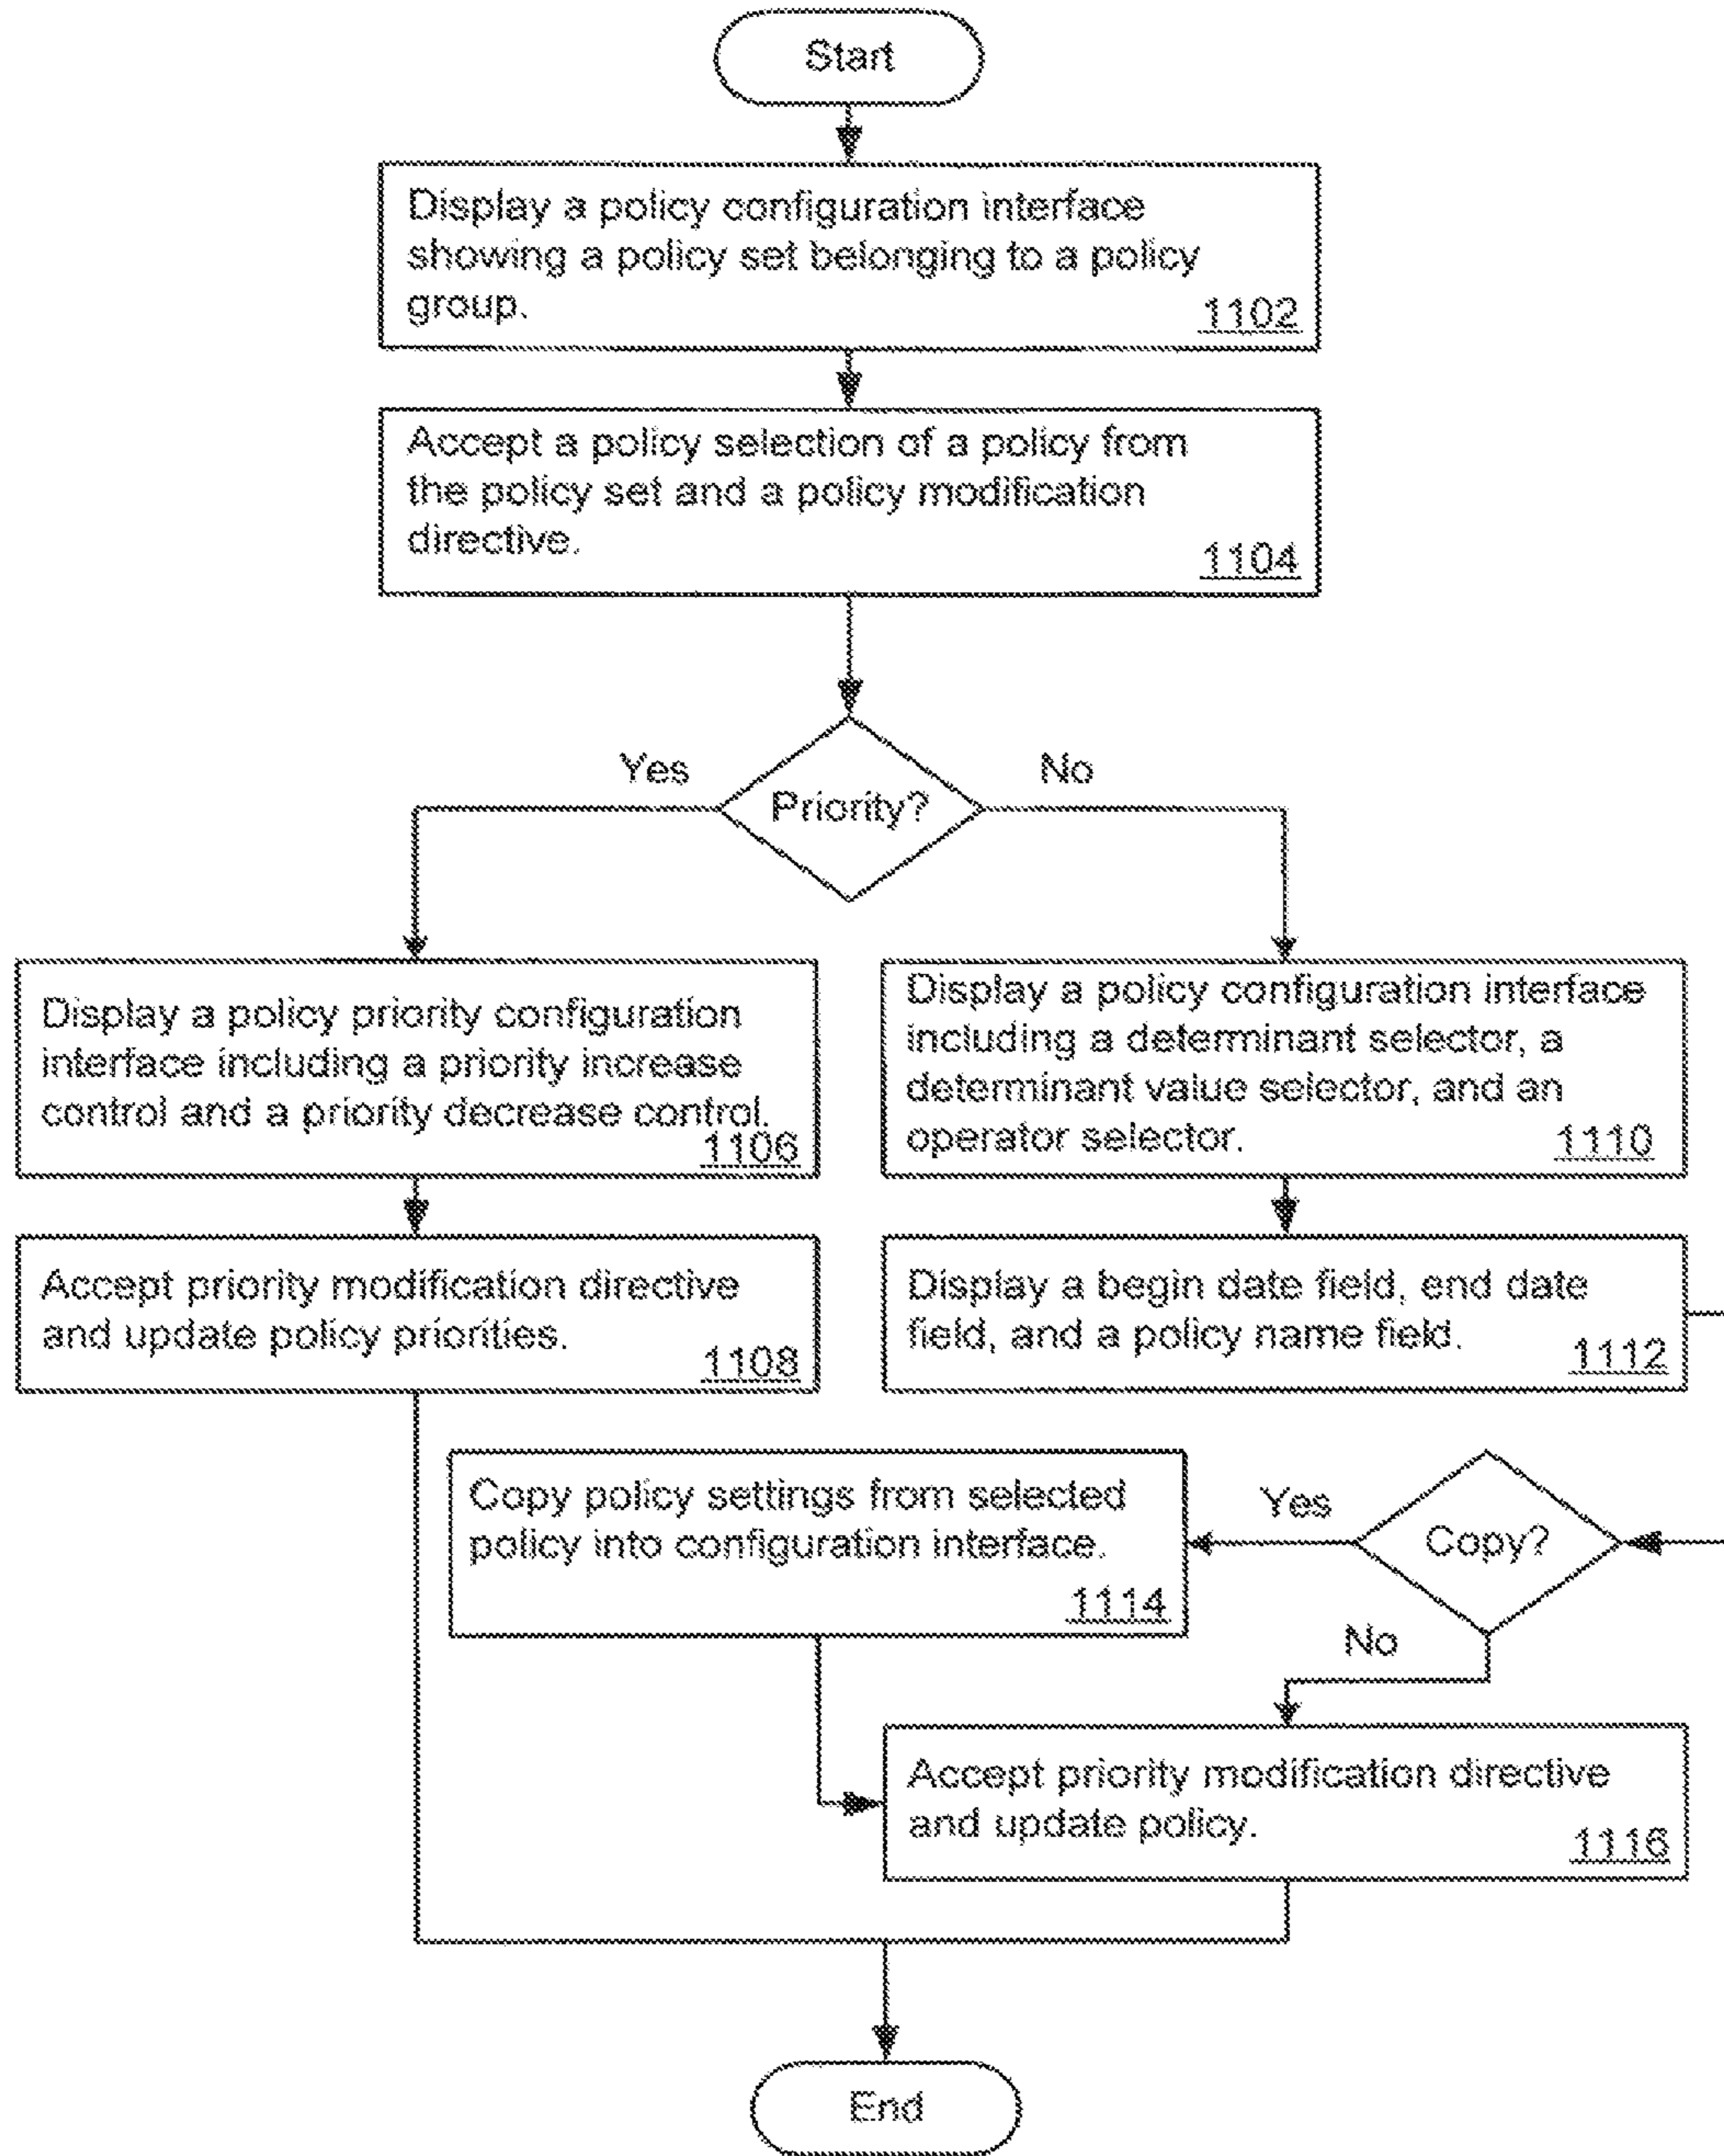 Start
Display a policy configuration interface
showing a policy set belonging to a policy
group.
1102
Accept a policy selection of a policy from
the policy set and a policy modification
directive.
1104
Priority?
Yes
No
Display a policy priority configuration
interface including a priority increase
control and a priority decrease control.
1106
Display a policy configuration interface
including a determinant selector, a
determinant value selector, and an
operator selector.
1110
Accept priority modification directive
and update policy priorities.
1108
Display a begin date field, end date
field, and a policy name field.
1112
Copy policy settings from selected
policy into configuration interface.
1114
Yes
Copy?
No
Accept priority modification directive
and update policy.
1116
End